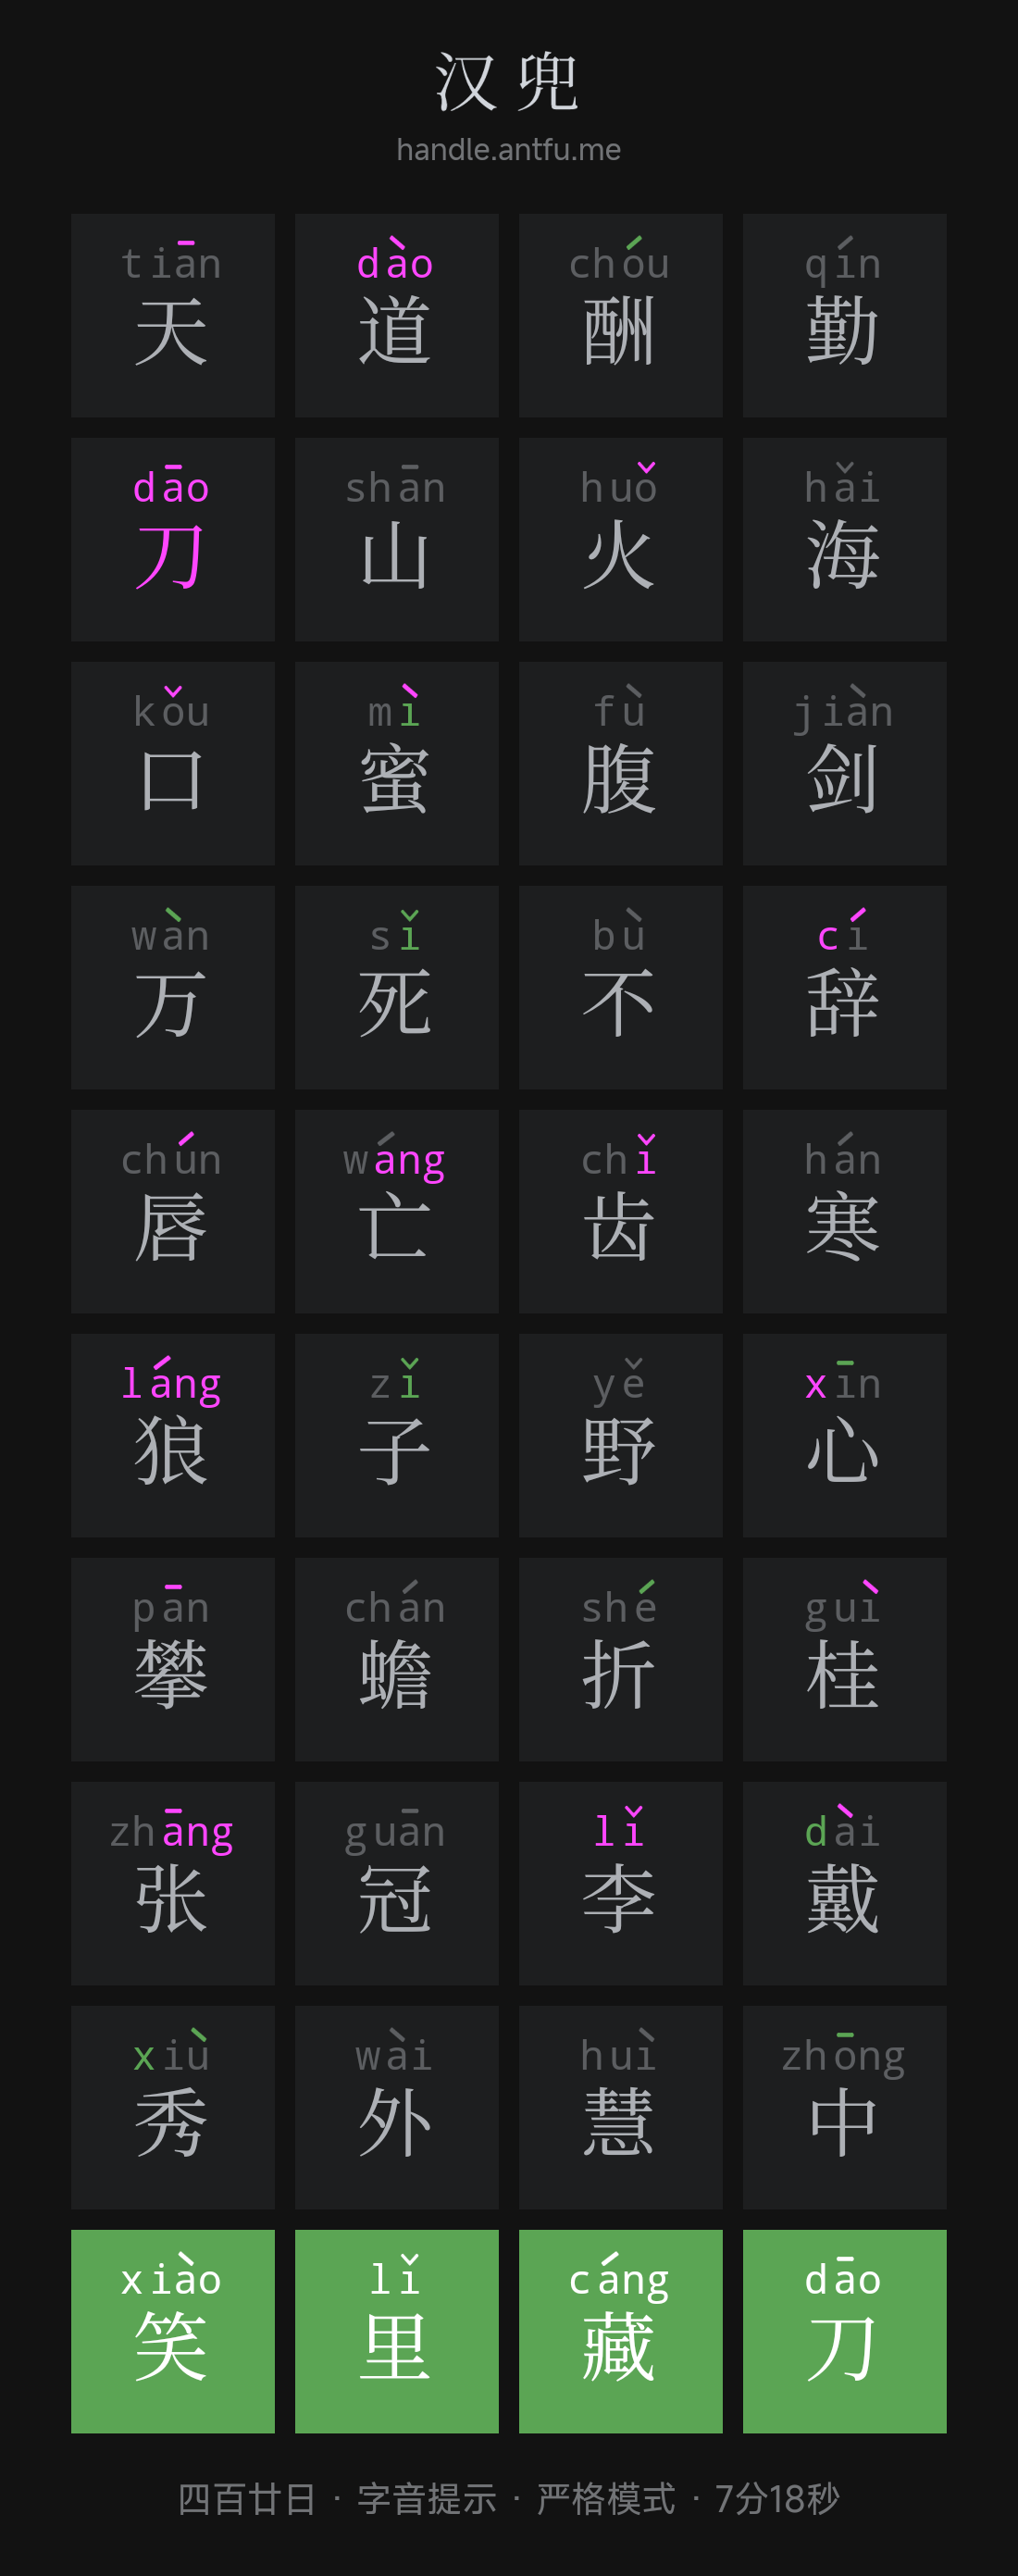 汉兜
handle.antfu.me
tiān dào chóu qín
天 道 酬 勤
dāo shān huǒ hǎi
刀 山 火 海
kǒu mì fù jiàn
口 蜜 腹 剑
wàn sǐ bù cí
万 死 不 辞
chún wáng chǐ hán
唇 亡 齿 寒
láng zǐ yě xīn
狼 子 野 心
pān chán shé guì
攀 蟾 折 桂
zhāng guān lǐ dài
张 冠 李 戴
xiù wài huì zhōng
秀 外 慧 中
xiào lǐ cáng dāo
笑 里 藏 刀
四百廿日 · 字音提示 · 严格模式 · 7分18秒